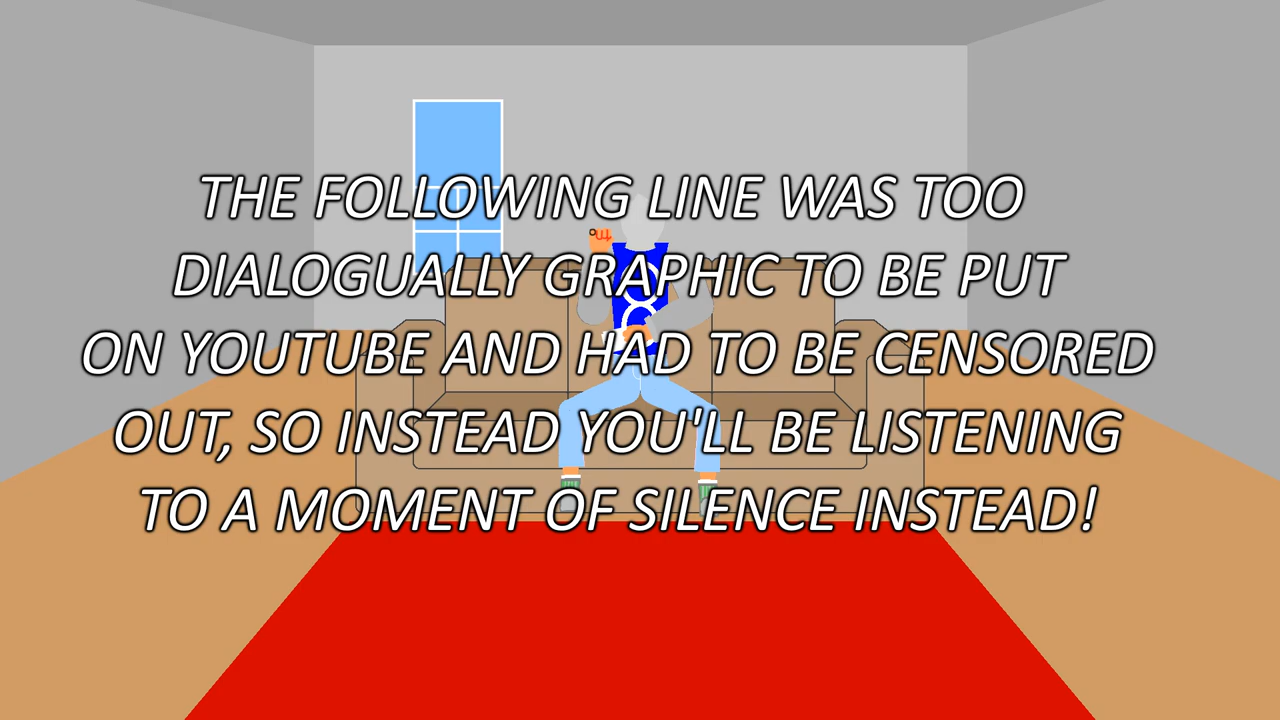 THE FOLLOWING LINE WAS TOO
DIALOGUALLY GRAPHIC TO BE PUT
ON YOUTUBE AND HAD TO BE CENSORED
OUT, SO INSTEAD YOU'LL BE LISTENING
TO A MOMENT OF SILENCE INSTEAD!